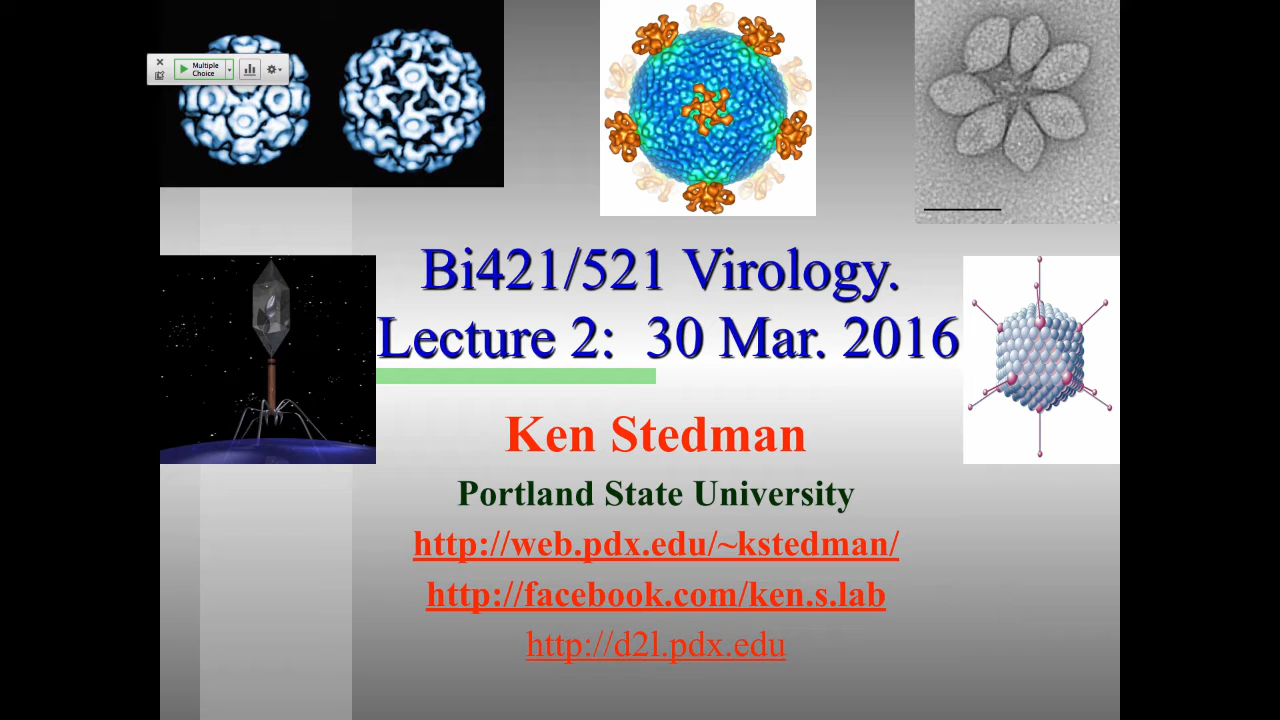 Multiple
Choice
Bi421/521 Virology.
Lecture 2: 30 Mar. 2016
Ken Stedman
Portland State University
http://web.pdx.edu/~kstedman/
http://facebook.com/ken.s.lab
http://d2l.pdx.edu